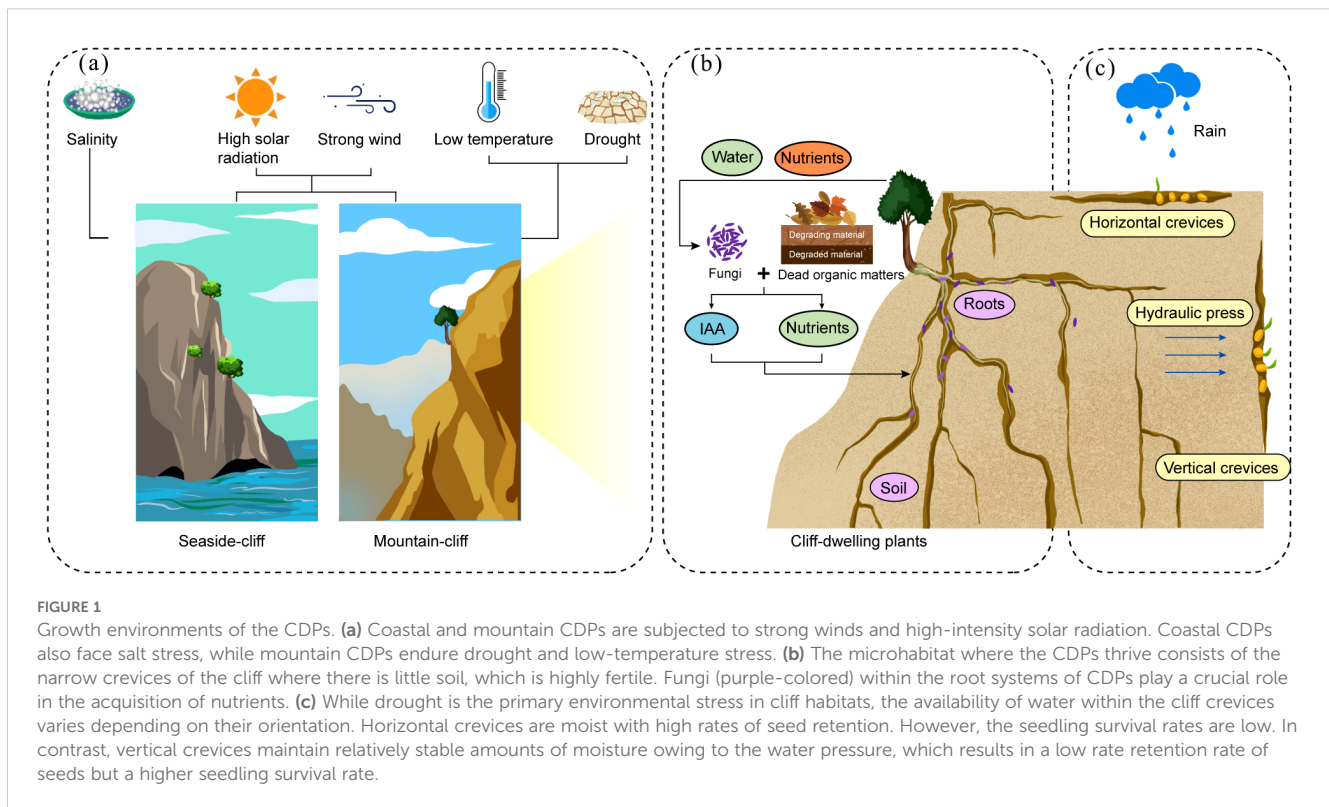 (a)
Salinity
High solar
radiation
Strong wind
Low temperature
Drought
Seaside-cliff
Mountain-cliff
(b)
Water
Nutrients
Degrading material
Degraded material
Fungi
+
Dead organic matters
IAA
Nutrients
Roots
Soil
Cliff-dwelling plants
(c)
Rain
Horizontal crevices
Hydraulic press
Vertical crevices
FIGURE 1
Growth environments of the CDPs. (a) Coastal and mountain CDPs are subjected to strong winds and high-intensity solar radiation. Coastal CDPs
also face salt stress, while mountain CDPs endure drought and low-temperature stress. (b) The microhabitat where the CDPs thrive consists of the
narrow crevices of the cliff where there is little soil, which is highly fertile. Fungi (purple-colored) within the root systems of CDPs play a crucial role
in the acquisition of nutrients. (c) While drought is the primary environmental stress in cliff habitats, the availability of water within the cliff crevices
varies depending on their orientation. Horizontal crevices are moist with high rates of seed retention. However, the seedling survival rates are low. In
contrast, vertical crevices maintain relatively stable amounts of moisture owing to the water pressure, which results in a low rate retention rate of
seeds but a higher seedling survival rate.